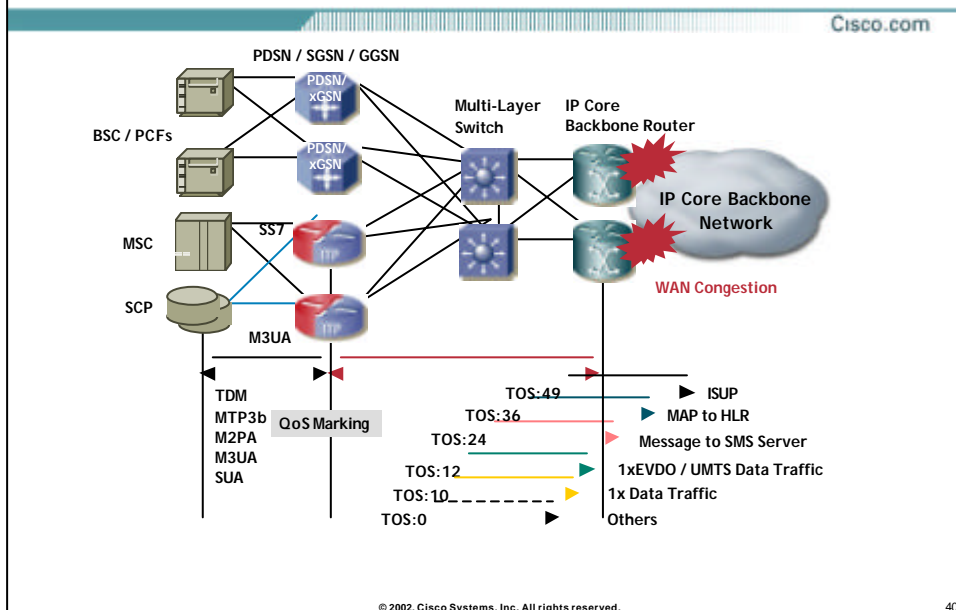 Cisco.com
PDSN / SGSN / GGSN
PDSN/
xGSN
Multi-Layer
Switch
IP Core
Backbone Router
BSC / PCFs
PDSN/
xGSN
IP Core Backbone
Network
MSC
SS7
ITP
WAN Congestion
SCP
ITP
M3UA
TDM
MTP3b
M2PA
M3UA
SUA
QoS Marking
TOS:49
ISUP
TOS:36
MAP to HLR
TOS:24
Message to SMS Server
TOS:12
1xEVDO / UMTS Data Traffic
TOS:10
1x Data Traffic
TOS:0
Others
© 2002, Cisco Systems, Inc. All rights reserved.
40